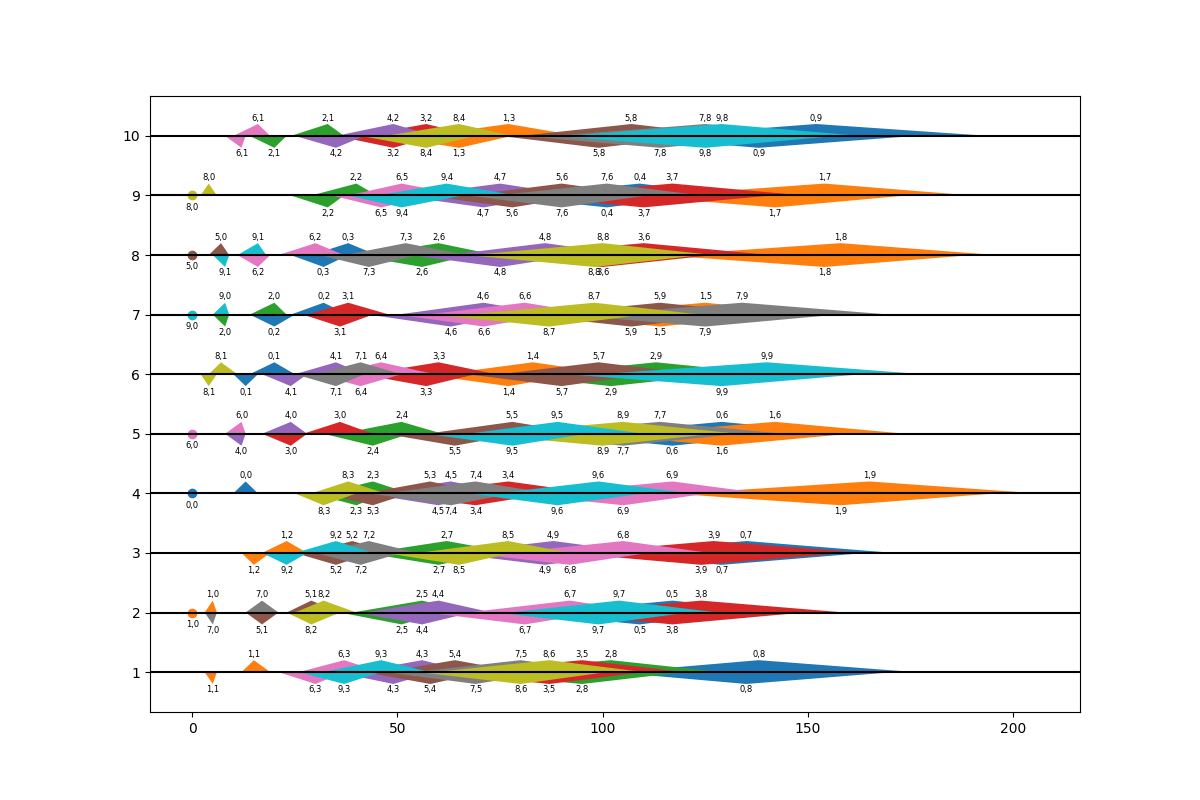 6,1 2,1 4,2 3,2 8,4 1,3 5,8 7,8 9,8 0,9
10
6,1 2,1 4,2 3,2 8,4 1,3 5,8 7,8 9,8 0,9
8,0 2,2 6,5 9,4 4,7 5,6 7,6 0,4 3,7 1,7
9
8,0 2,2 6,5 9,4 4,7 5,6 7,6 0,4 3,7 1,7
5,0 9,1 6,2 0,3 7,3 2,6 4,8 8,8 3,6 1,8
8
5,0 9,1 6,2 0,3 7,3 2,6 4,8 8,8 3,6 1,8
9,0 2,0 0,2 3,1 4,6 6,6 8,7 5,9 1,5 7,9
7
9,0 2,0 0,2 3,1 4,6 6,6 8,7 5,9 1,5 7,9
8,1 0,1 4,1 7,1 6,4 3,3 1,4 5,7 2,9 9,9
6
8,1 0,1 4,1 7,1 6,4 3,3 1,4 5,7 2,9 9,9
6,0 4,0 3,0 2,4 5,5 9,5 8,9 7,7 0,6 1,6
5
6,0 4,0 3,0 2,4 5,5 9,5 8,9 7,7 0,6 1,6
0,0 8,3 2,3 5,3 4,5 7,4 3,4 9,6 6,9 1,9
4
0,0 8,3 2,3 5,3 4,5 7,4 3,4 9,6 6,9 1,9
1,2 9,2 5,2 7,2 2,7 8,5 4,9 6,8 3,9 0,7
3
1,2 9,2 5,2 7,2 2,7 8,5 4,9 6,8 3,9 0,7
1,0 7,0 5,1 8,2 2,5 4,4 6,7 9,7 0,5 3,8
2
1,0 7,0 5,1 8,2 2,5 4,4 6,7 9,7 0,5 3,8
1,1 6,3 9,3 4,3 5,4 7,5 8,6 3,5 2,8 0,8
1
1,1 6,3 9,3 4,3 5,4 7,5 8,6 3,5 2,8 0,8
0 50 100 150 200